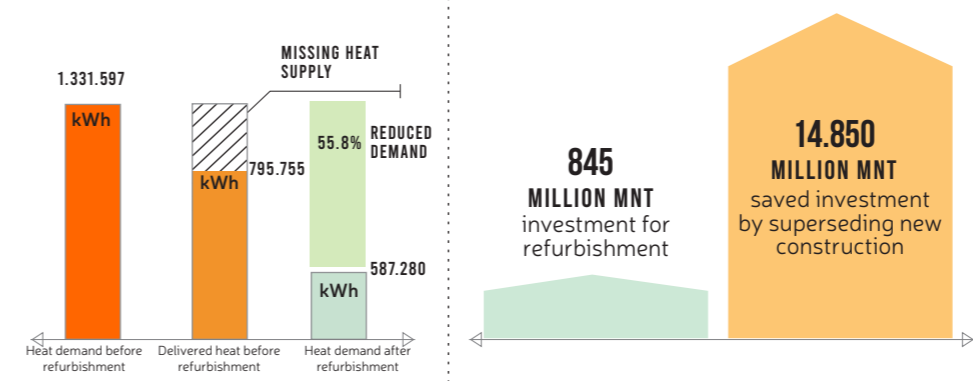 MISSING HEAT
SUPPLY
1.331.597
kWh
kWh
795.755
55.8%
REDUCED
DEMAND
587.280
kWh
Heat demand before
refurbishment
Delivered heat before
refurbishment
Heat demand after
refurbishment
845
MILLION MNT
investment for
refurbishment
14.850
MILLION MNT
saved investment
by superseding new
construction